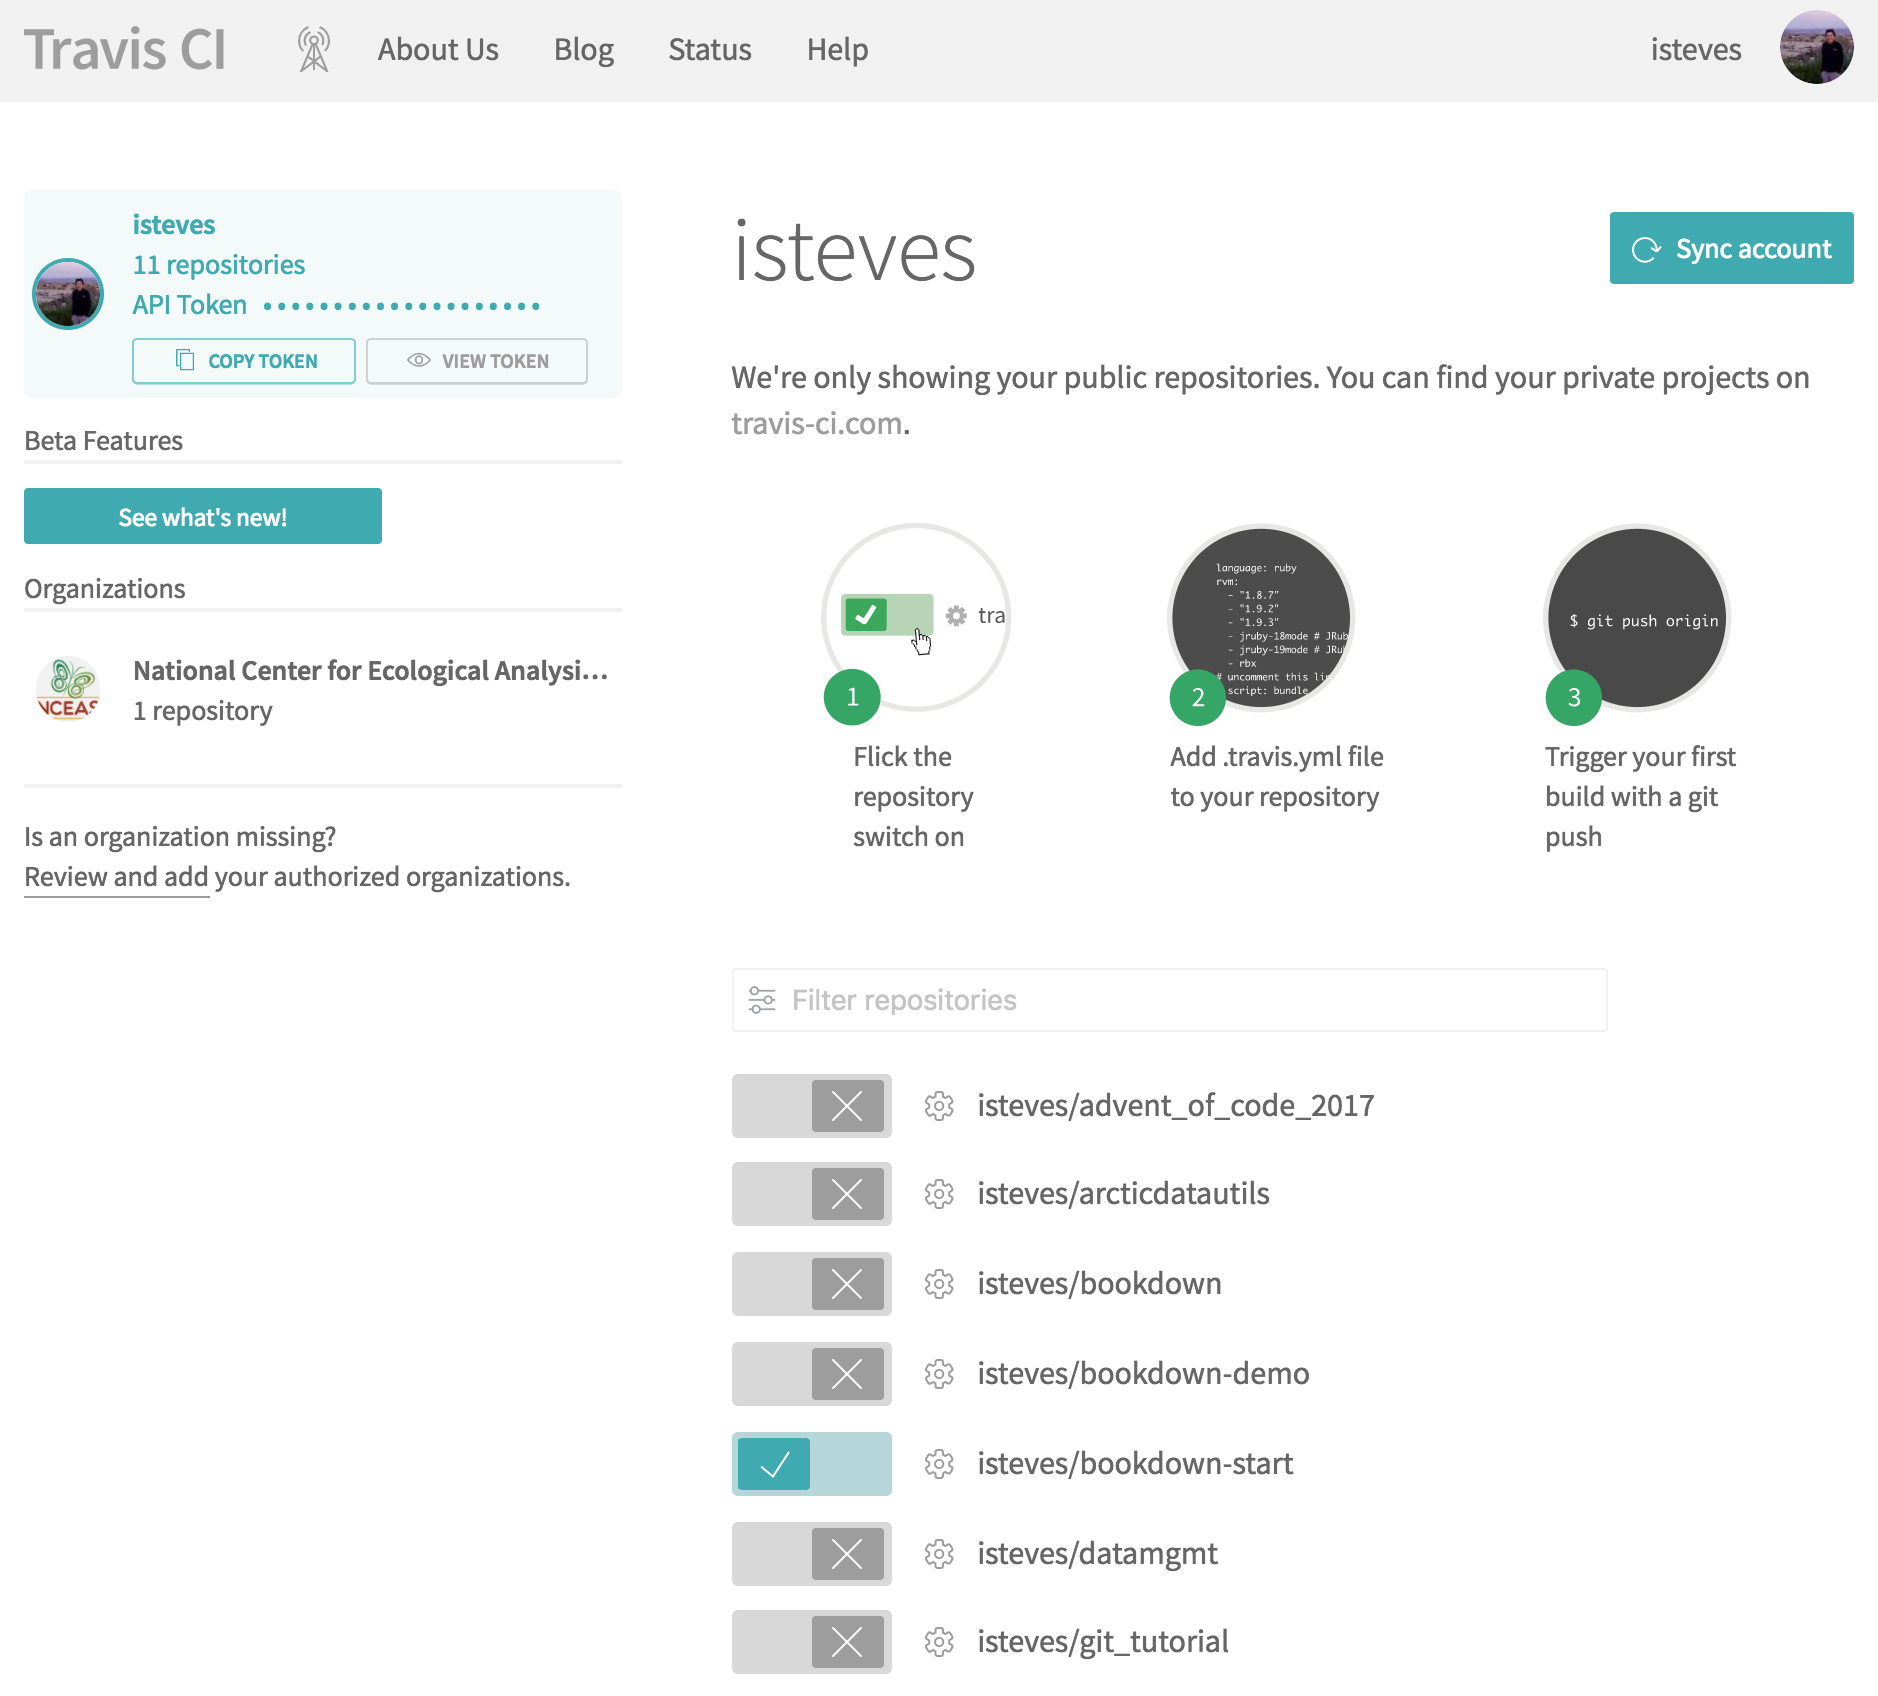 Travis CI
About Us
Blog
Status
Help
isteves
isteves
11 repositories
API Token
COPY TOKEN
VIEW TOKEN
Beta Features
See what's new!
Organizations
NCEAS
National Center for Ecological Analysi...
1 repository
Is an organization missing?
Review and add your authorized organizations.
isteves
Sync account
We're only showing your public repositories. You can find your private projects on
travis-ci.com.
tra
1
Flick the
repository
switch on
language: ruby
rvm:
- "1.8.7"
- "1.9.2"
- "1.9.3"
- jruby-18mode # JRub
- jruby-19mode # JRu
- rbx
# uncomment this li
script: bundle
2
Add .travis.yml file
to your repository
$ git push origin
3
Trigger your first
build with a git
push
Filter repositories
isteves/advent_of_code_2017
isteves/arcticdatautils
isteves/bookdown
isteves/bookdown-demo
isteves/bookdown-start
isteves/datamgmt
isteves/git_tutorial